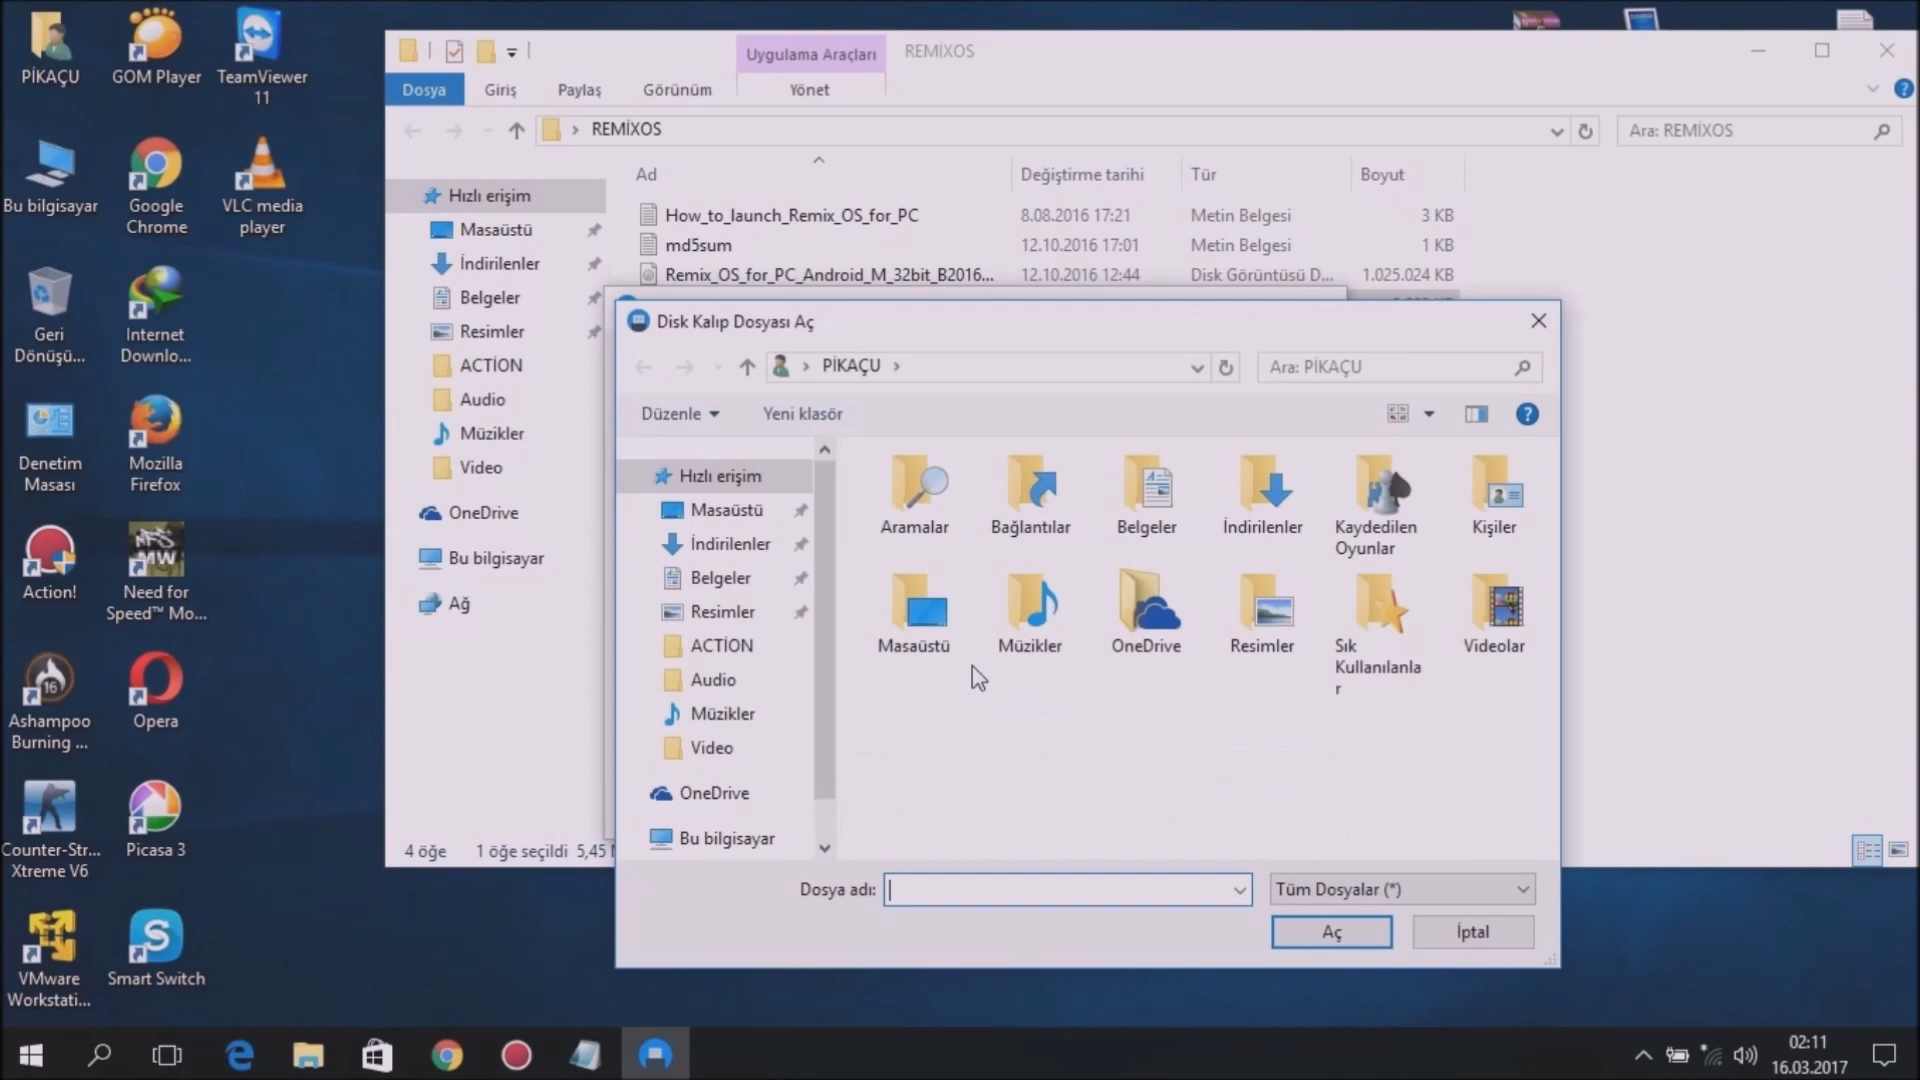 PİKAÇU
GOM Player
TeamViewer
11
Bu bilgisayar
Google
Chrome
VLC media
player
Geri
Dönüşü...
Internet
Downlo...
Denetim
Masası
Mozilla
Firefox
Action!
Need for
Speed™ Mo...
Ashampoo
Burning ...
Opera
Counter-Str...
Xtreme V6
Picasa 3
VMware
Workstati...
Smart Switch
Uygulama Araçları
REMİXOS
Dosya
Giriş
Paylaş
Görünüm
Yönet
REMİXOS
Ara: REMİXOS
Ad
Değiştirme tarihi
Tür
Boyut
How_to_launch_Remix_OS_for_PC
8.08.2016 17:21
Metin Belgesi
3 KB
md5sum
12.10.2016 17:01
Metin Belgesi
1 KB
Remix_OS_for_PC_Android_M_32bit_B2016...
12.10.2016 12:44
Disk Görüntüsü D...
1.025.024 KB
Hızlı erişim
Masaüstü
İndirilenler
Belgeler
Resimler
ACTİON
Audio
Müzikler
Video
OneDrive
Bu bilgisayar
Ağ
4 öğe
1 öğe seçildi 5,45
Disk Kalıp Dosyası Aç
PİKAÇU
Ara: PİKAÇU
Düzenle
Yeni klasör
Hızlı erişim
Masaüstü
İndirilenler
Belgeler
Resimler
ACTİON
Audio
Müzikler
Video
OneDrive
Bu bilgisayar
Aramalar
Bağlantılar
Belgeler
İndirilenler
Kaydedilen
Oyunlar
Kişiler
Masaüstü
Müzikler
OneDrive
Resimler
Sık
Kullanılanla
r
Videolar
Dosya adı:
Tüm Dosyalar (*)
Aç
İptal
02:11
16.03.2017